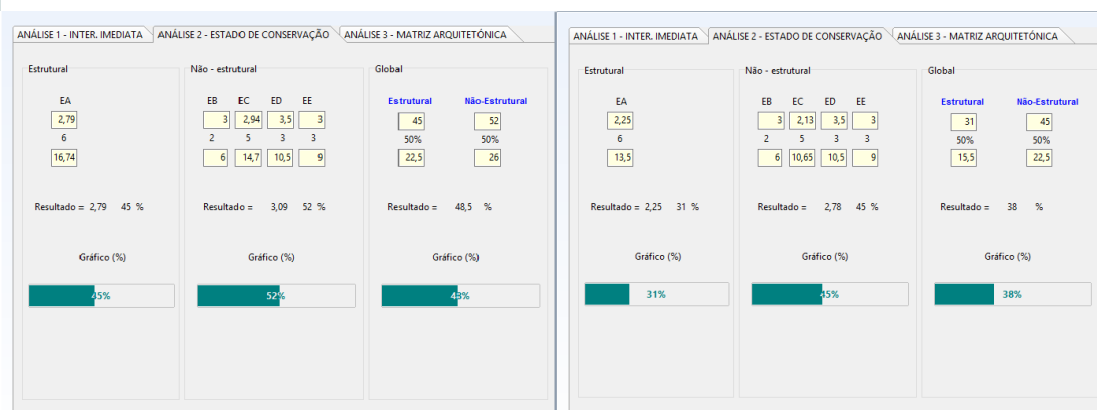 ANÁLISE 1 - INTER. IMEDIATA ANÁLISE 2 - ESTADO DE CONSERVAÇÃO ANÁLISE 3 - MATRIZ ARQUITETÓNICA
Estrutural Não - estrutural Global
EA EB EC ED EE Estrutural Não-Estrutural
2,79 3 2,94 3,5 3 45 52
6 2 5 3 3 50% 50%
16,74 6 14,7 10,5 9 22,5 26
Resultado = 2,79 45 % Resultado = 3,09 52 % Resultado = 48,5 %
Gráfico (%) Gráfico (%) Gráfico (%)
45% 52% 48%
ANÁLISE 1 - INTER. IMEDIATA ANÁLISE 2 - ESTADO DE CONSERVAÇÃO ANÁLISE 3 - MATRIZ ARQUITETÓNICA
Estrutural Não - estrutural Global
EA EB EC ED EE Estrutural Não-Estrutural
2,25 3 2,13 3,5 3 31 45
6 2 5 3 3 50% 50%
13,5 6 10,65 10,5 9 15,5 22,5
Resultado = 2,25 31 % Resultado = 2,78 45 % Resultado = 38 %
Gráfico (%) Gráfico (%) Gráfico (%)
31% 45% 38%